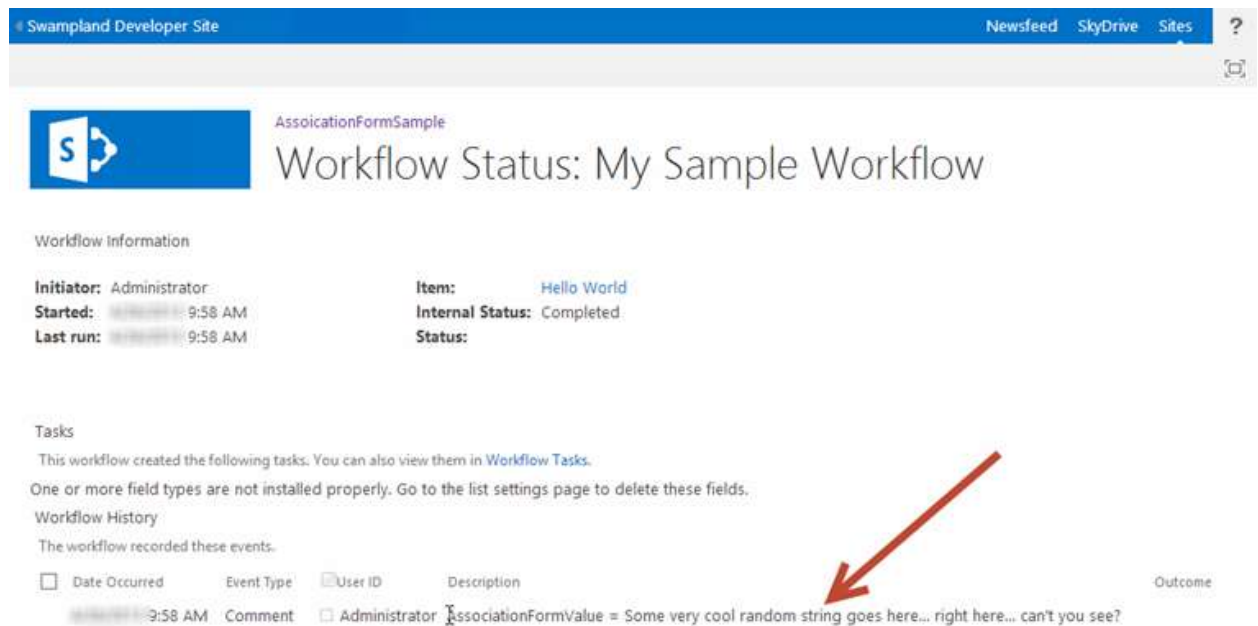 Swampland Developer Site Newsfeed SkyDrive Sites ?
S
AssoicationFormSample
Workflow Status: My Sample Workflow
Workflow Information
Initiator: Administrator Item: Hello World
Started: 9:58 AM Internal Status: Completed
Last run: 9:58 AM Status:
Tasks
This workflow created the following tasks. You can also view them in Workflow Tasks.
One or more field types are not installed properly. Go to the list settings page to delete these fields.
Workflow History
The workflow recorded these events.
Date Occurred Event Type User ID Description Outcome
9:58 AM Comment Administrator AssociationFormValue = Some very cool random string goes here... right here... can't you see?